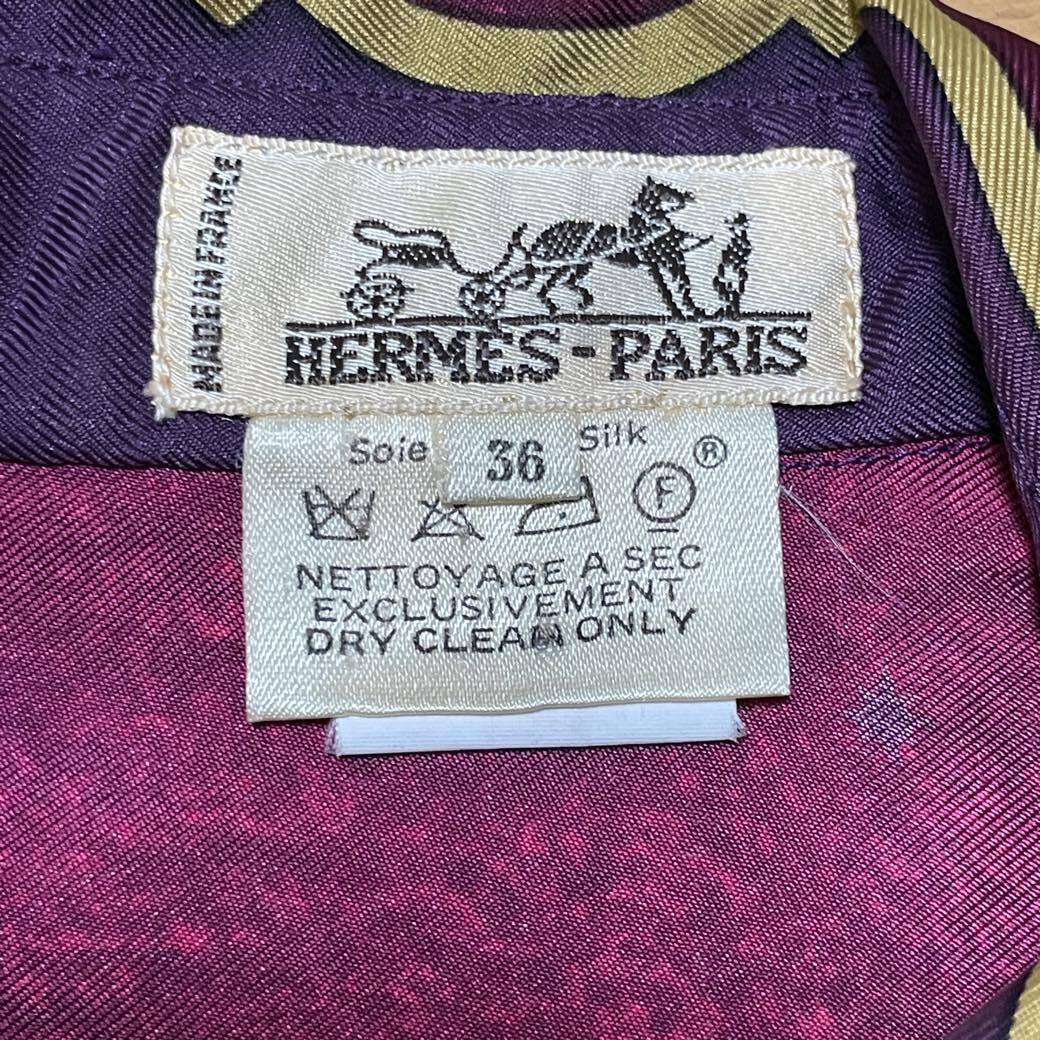 MADE IN FRANCE
HERMES - PARIS
Soie 36 Silk ®
F
NETTOYAGE A SEC
EXCLUSIVEMENT
DRY CLEAN ONLY